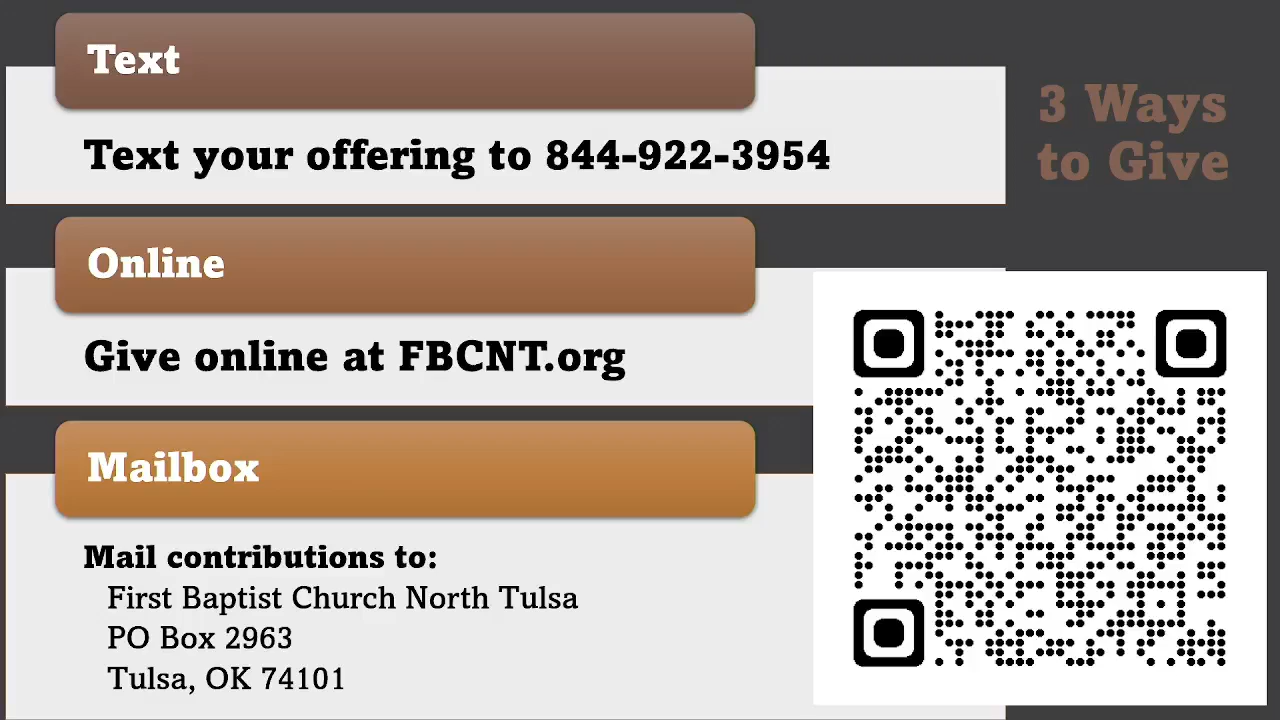 Text
Text your offering to 844-922-3954
3 Ways
to Give
Online
Give online at FBCNT.org
Mailbox
Mail contributions to:
First Baptist Church North Tulsa
PO Box 2963
Tulsa, OK 74101